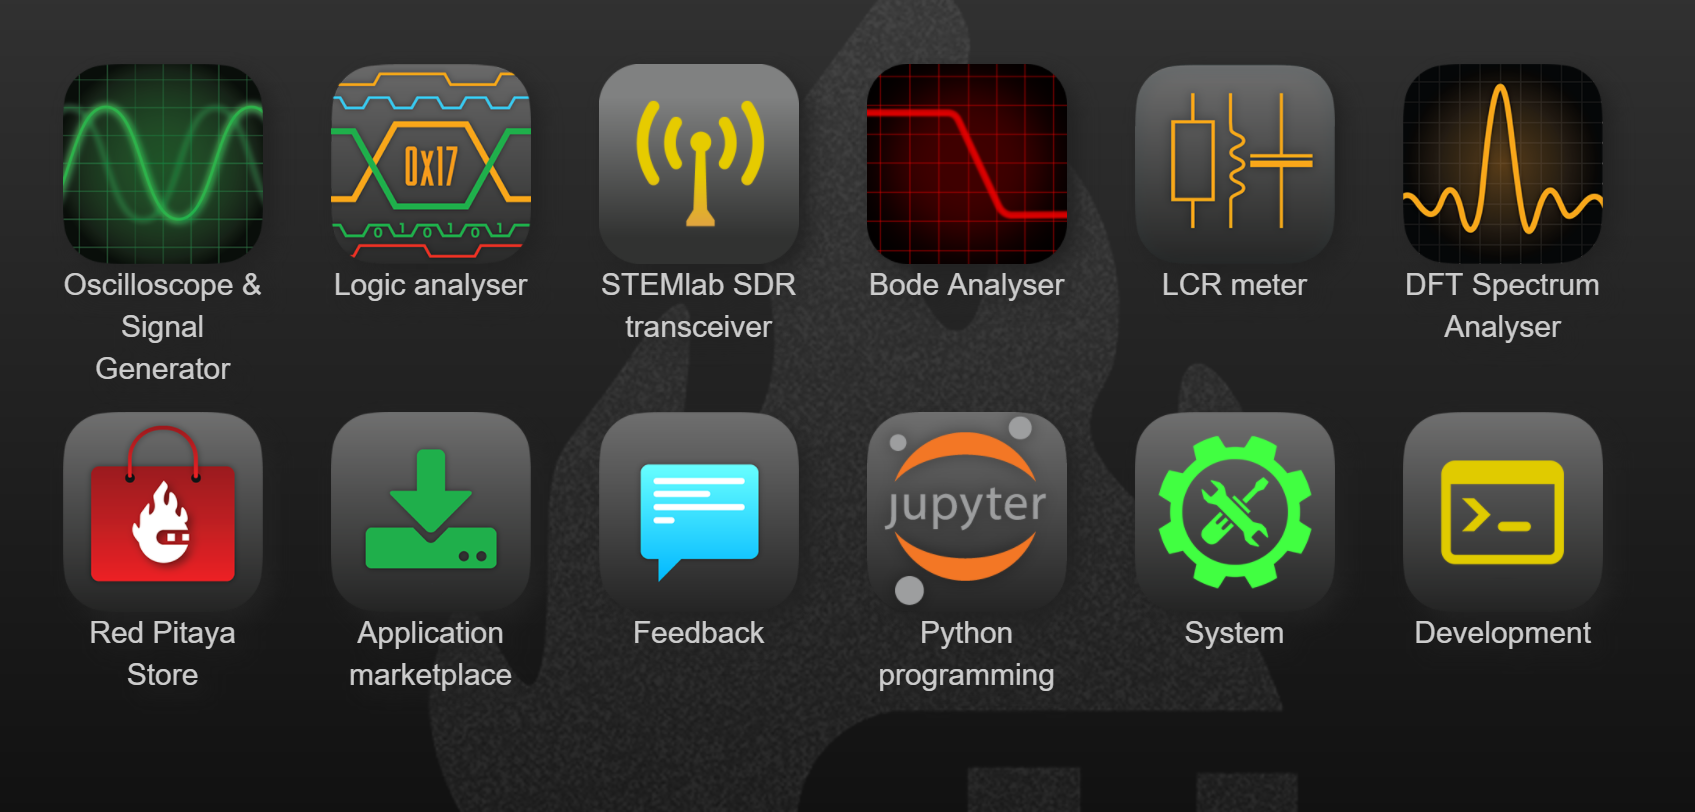 0x17
0 1 0 1 0 1
Oscilloscope &
Signal
Generator
Logic analyser
STEMlab SDR
transceiver
Bode Analyser
LCR meter
DFT Spectrum
Analyser
jupyter
>_
Red Pitaya
Store
Application
marketplace
Feedback
Python
programming
System
Development